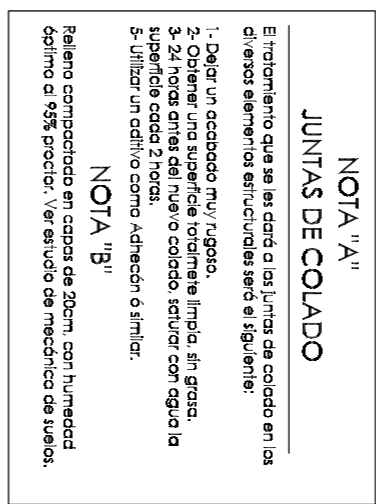 NOTA "A"
JUNTAS DE COLADO
El tratamiento que se les dará a las juntas de colado en los
diversos elementos estructurales será el siguiente:
1- Dejar un acabado muy rugoso.
2- Obtener una superficie totalmete limpia, sin grasa.
3- 24 horas antes del nuevo colado, saturar con agua la
superficie cada 2 horas.
5- Utilizar un aditivo como Adhecón ó similar.
NOTA "B"
Relleno compactado en capas de 20cm, con humedad
óptima al 95% proctor. Ver estudio de mecánica de suelos.